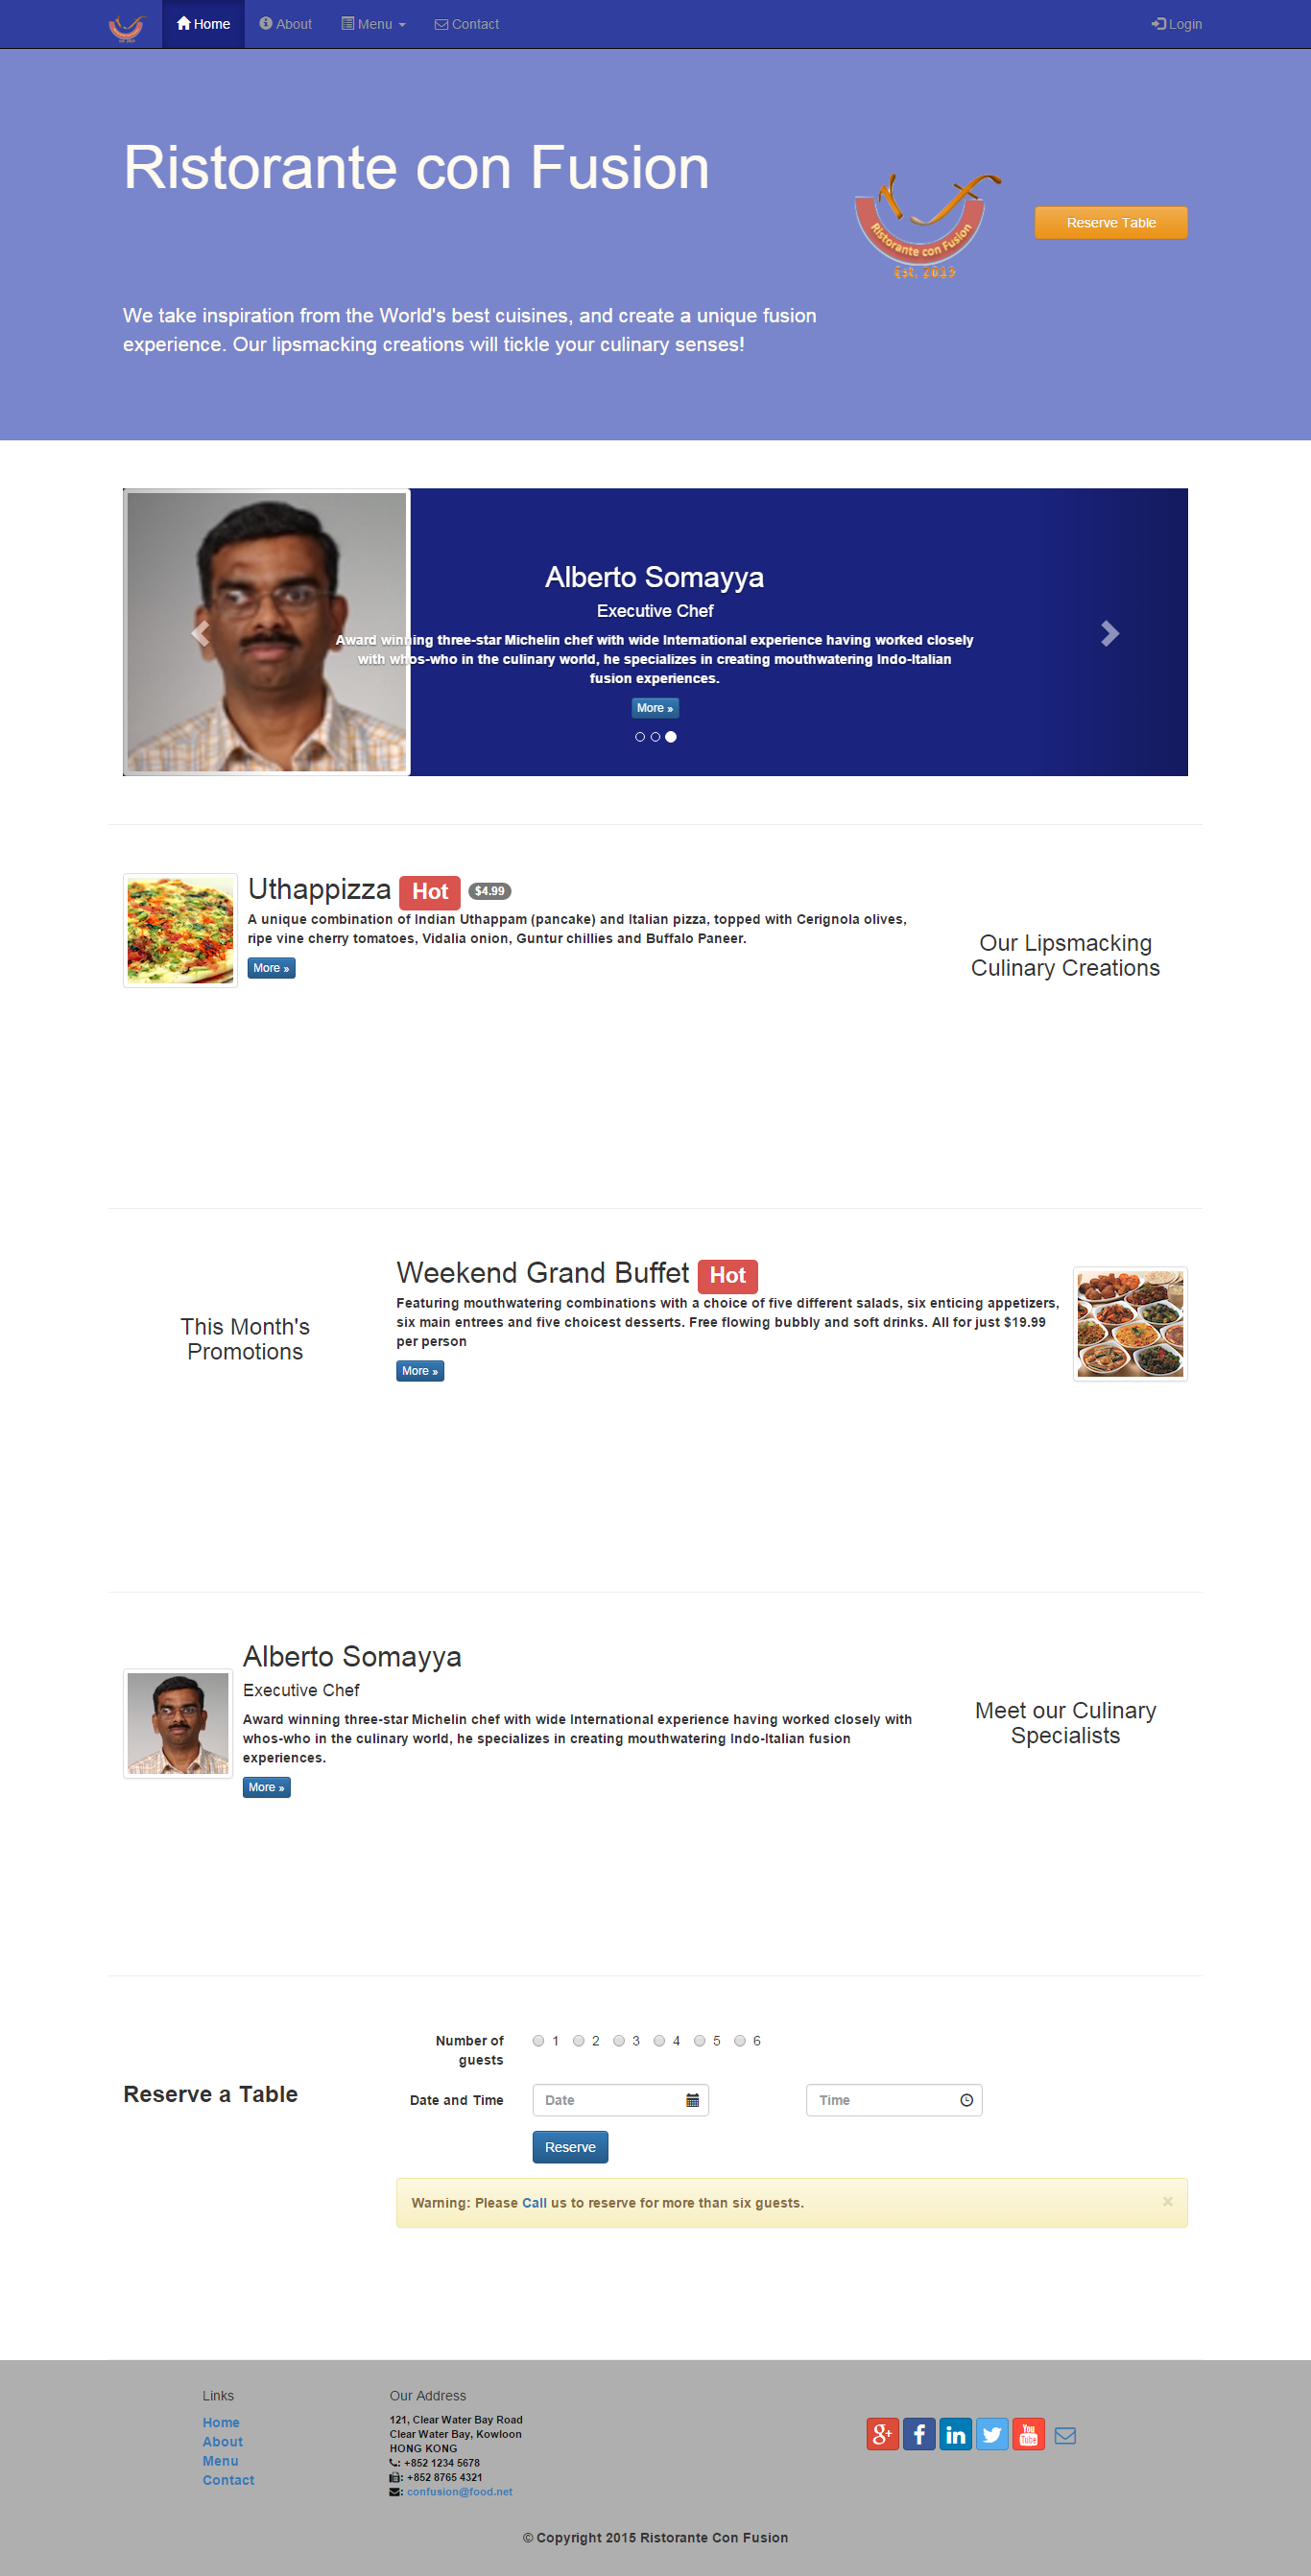 Home About Menu Contact Login
Ristorante con Fusion
Ristorante con Fusion
Est. 2013
Reserve Table
We take inspiration from the World's best cuisines, and create a unique fusion
experience. Our lipsmacking creations will tickle your culinary senses!
Alberto Somayya
Executive Chef
Award winning three-star Michelin chef with wide International experience having worked closely
with whos-who in the culinary world, he specializes in creating mouthwatering Indo-Italian
fusion experiences.
More »
Uthappizza Hot $4.99
A unique combination of Indian Uthappam (pancake) and Italian pizza, topped with Cerignola olives,
ripe vine cherry tomatoes, Vidalia onion, Guntur chillies and Buffalo Paneer.
More »
Our Lipsmacking
Culinary Creations
This Month's
Promotions
Weekend Grand Buffet Hot
Featuring mouthwatering combinations with a choice of five different salads, six enticing appetizers,
six main entrees and five choicest desserts. Free flowing bubbly and soft drinks. All for just $19.99
per person
More »
Alberto Somayya
Executive Chef
Award winning three-star Michelin chef with wide International experience having worked closely with
whos-who in the culinary world, he specializes in creating mouthwatering Indo-Italian fusion
experiences.
More »
Meet our Culinary
Specialists
Reserve a Table
Number of
guests
1 2 3 4 5 6
Date and Time
Date
Time
Reserve
Warning: Please Call us to reserve for more than six guests. ×
Links
Home
About
Menu
Contact
Our Address
121, Clear Water Bay Road
Clear Water Bay, Kowloon
HONG KONG
: +852 1234 5678
: +852 8765 4321
: confusion@food.net
g+ f in You Tube
© Copyright 2015 Ristorante Con Fusion